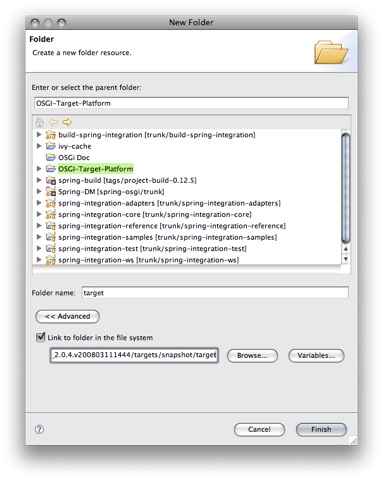 New Folder
Folder
Create a new folder resource.
Enter or select the parent folder:
OSGI-Target-Platform
build-spring-integration [trunk/build-spring-integration]
ivy-cache
OSGi Doc
OSGI-Target-Platform
spring-build [tags/project-build-0.12.5]
Spring-DM [spring-osgi/trunk]
spring-integration-adapters [trunk/spring-integration-adapters]
spring-integration-core [trunk/spring-integration-core]
spring-integration-reference [trunk/spring-integration-reference]
spring-integration-samples [trunk/spring-integration-samples]
spring-integration-test [trunk/spring-integration-test]
spring-integration-ws [trunk/spring-integration-ws]
Folder name: target
<< Advanced
Link to folder in the file system
_2.0.4.v200803111444/targets/snapshot/target Browse... Variables...
? Cancel Finish